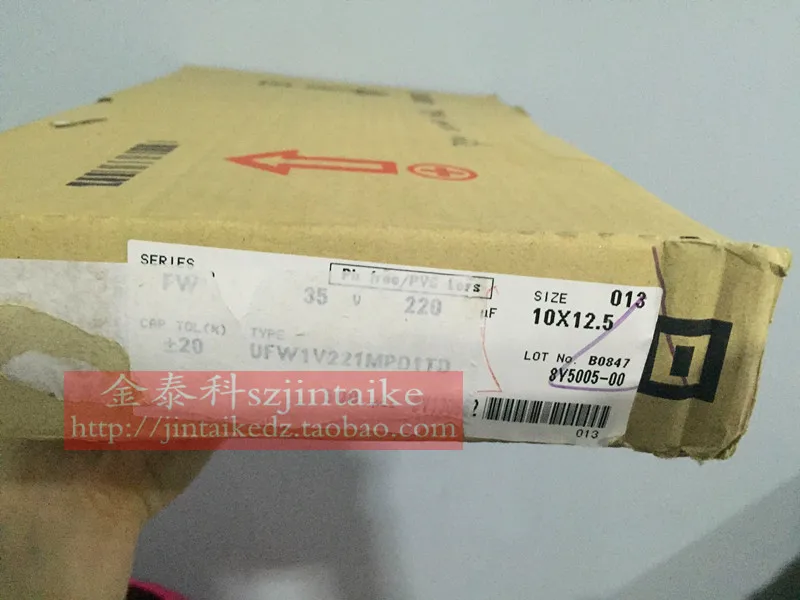 SERIES
FW
Pb free/PVC less
35 V 220 µF
SIZE 013
10X12.5
CAP TOL(%)
±20
TYPE
UFW1V221MPD1TD
LOT No. B0847
8Y5005-00
013
金泰科szjintaike
http://jintaikedz.taobao.com